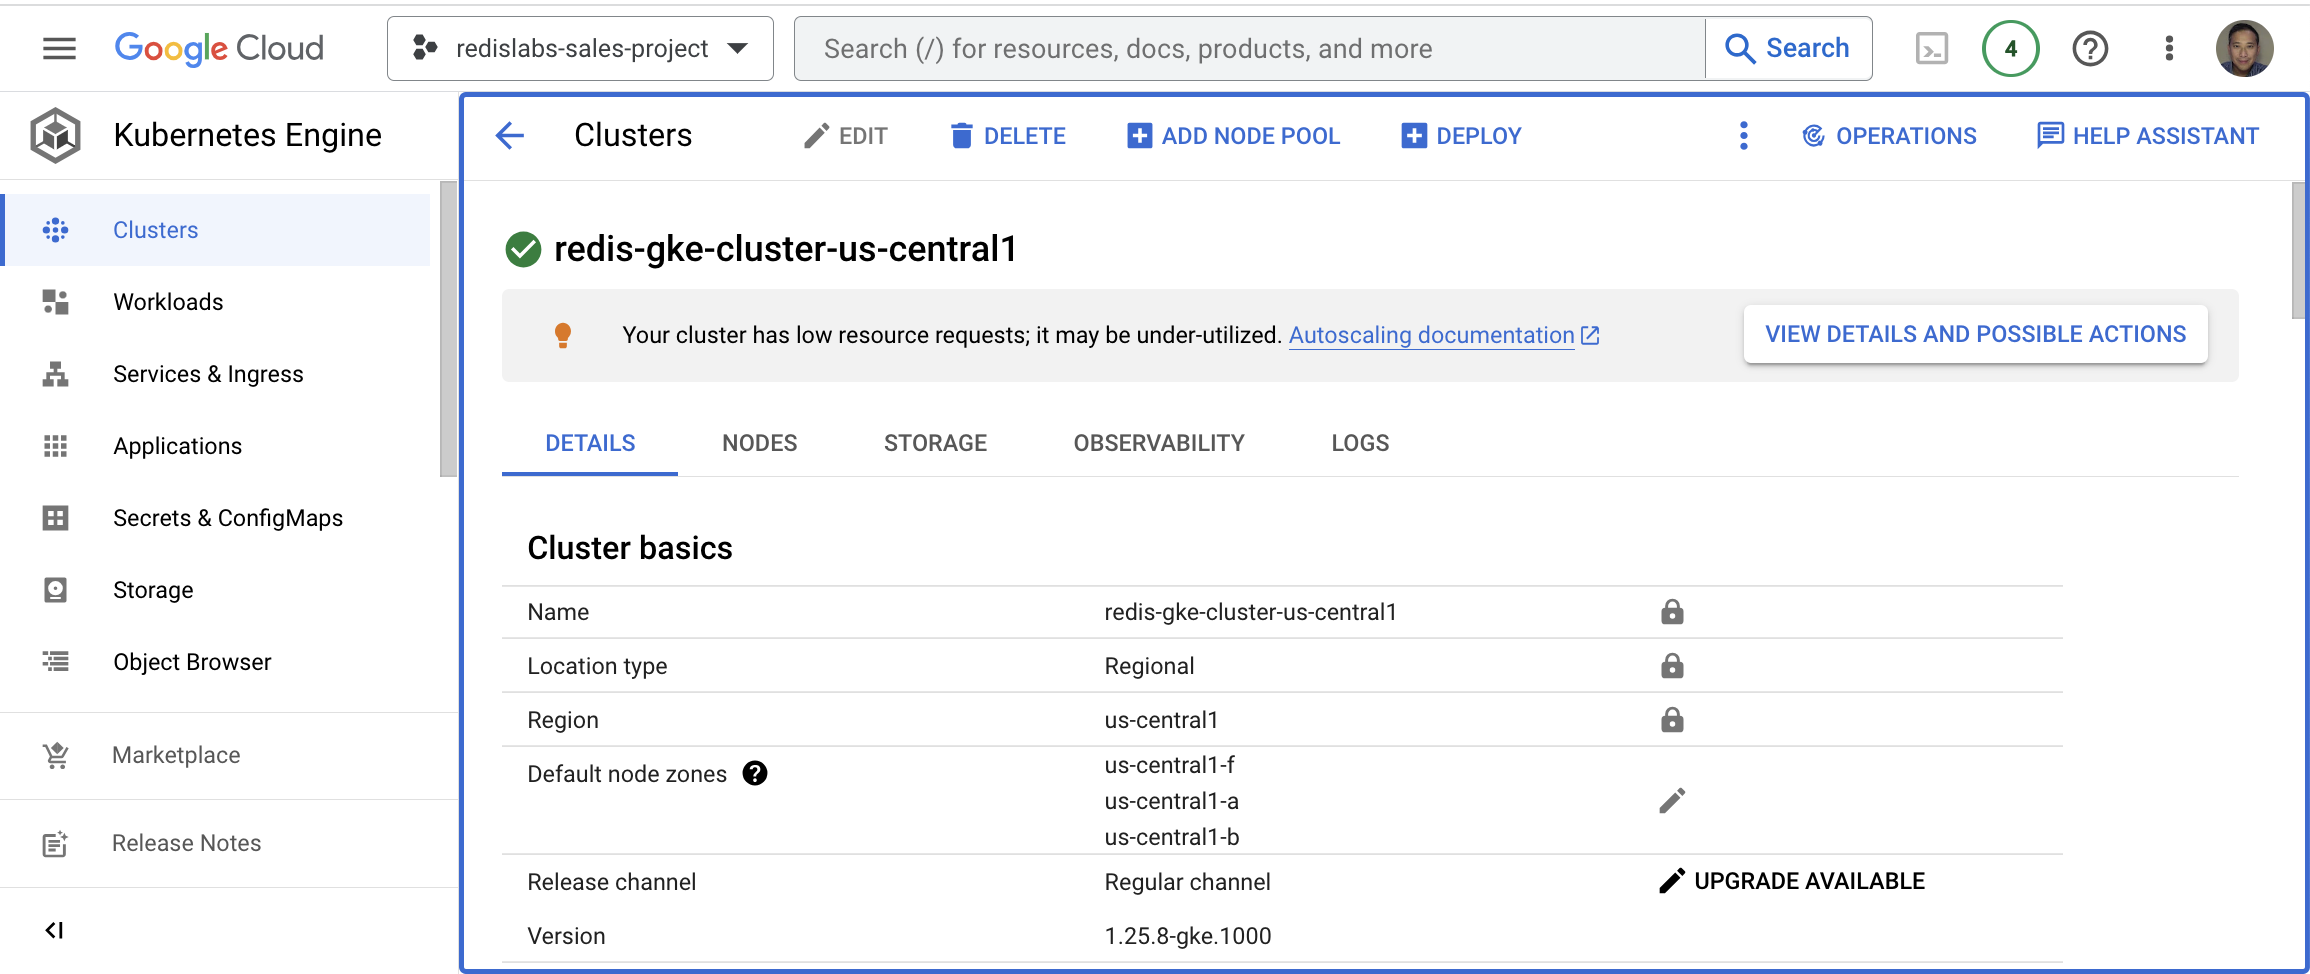 Google Cloud
redislabs-sales-project
Search (/) for resources, docs, products, and more
Search
4
Kubernetes Engine
Clusters
EDIT
DELETE
ADD NODE POOL
DEPLOY
OPERATIONS
HELP ASSISTANT
Clusters
Workloads
Services & Ingress
Applications
Secrets & ConfigMaps
Storage
Object Browser
Marketplace
Release Notes
redis-gke-cluster-us-central1
Your cluster has low resource requests; it may be under-utilized. Autoscaling documentation
VIEW DETAILS AND POSSIBLE ACTIONS
DETAILS
NODES
STORAGE
OBSERVABILITY
LOGS
Cluster basics
Name redis-gke-cluster-us-central1
Location type Regional
Region us-central1
Default node zones us-central1-f
us-central1-a
us-central1-b
Release channel Regular channel UPGRADE AVAILABLE
Version 1.25.8-gke.1000